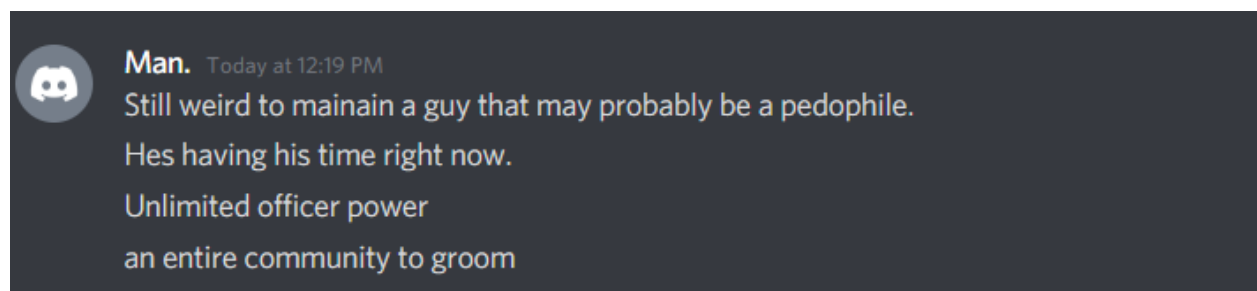 Man. Today at 12:19 PM
Still weird to mainain a guy that may probably be a pedophile.
Hes having his time right now.
Unlimited officer power
an entire community to groom